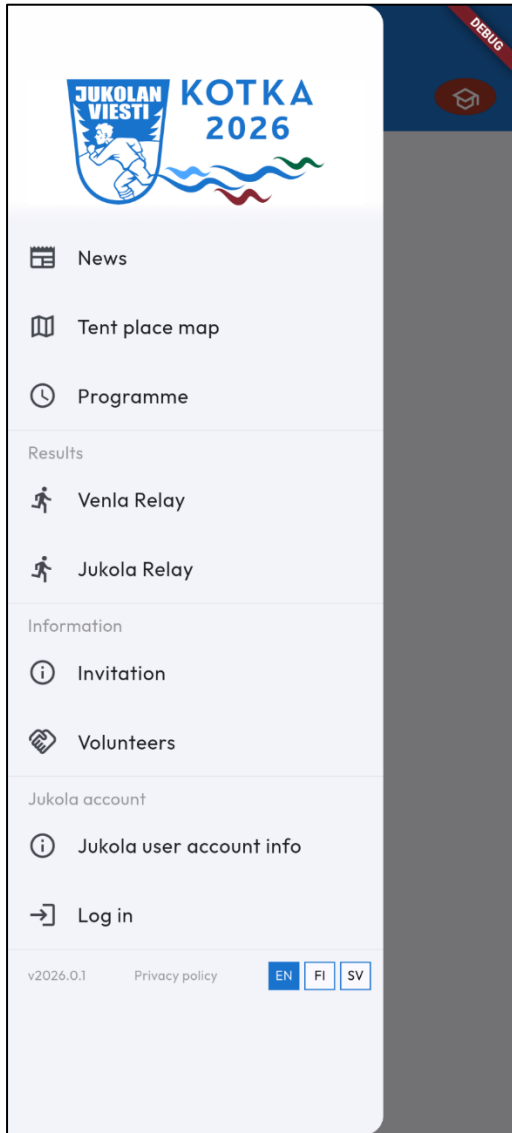 DEBUG
JUKOLAN
VIESTI
KOTKA
2026
News
Tent place map
Programme
Results
Venla Relay
Jukola Relay
Information
Invitation
Volunteers
Jukola account
Jukola user account info
Log in
v2026.0.1 Privacy policy EN FI SV